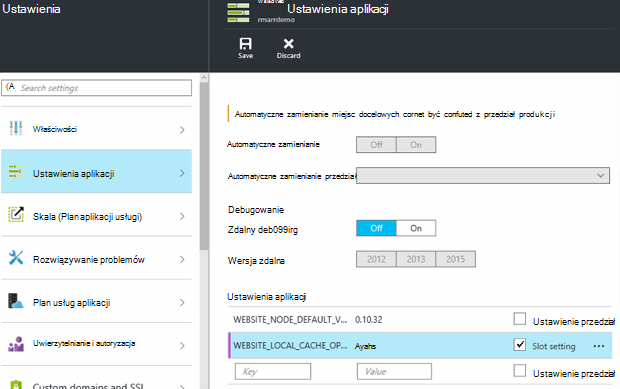 Ustawienia
Ustawienia aplikacji
rmarrdemo
Save
Discard
Search settings
Właściwości
Ustawienia aplikacji
Skala (Plan aplikacji usługi)
Rozwiązywanie problemów
Plan usług aplikacji
Uwierzytelnianie i autoryzacja
Custom domains and SSL
Automatyczne zamienianie miejsc docelowych cornet być confuted z przedział produkcji
Automatyczne zamienianie
Off
On
Automatyczne zamienianie przedział
Debugowanie
Zdalny deb099irg
Off
On
Wersja zdalna
2012
2013
2015
Ustawienia aplikacji
WEBSITE_NODE_DEFAULT_V...
0.10.32
Ustawienie przedział
WEBSITE_LOCAL_CACHE_OP...
Ayahs
Slot setting
...
Key
Value
Ustawienie przedział